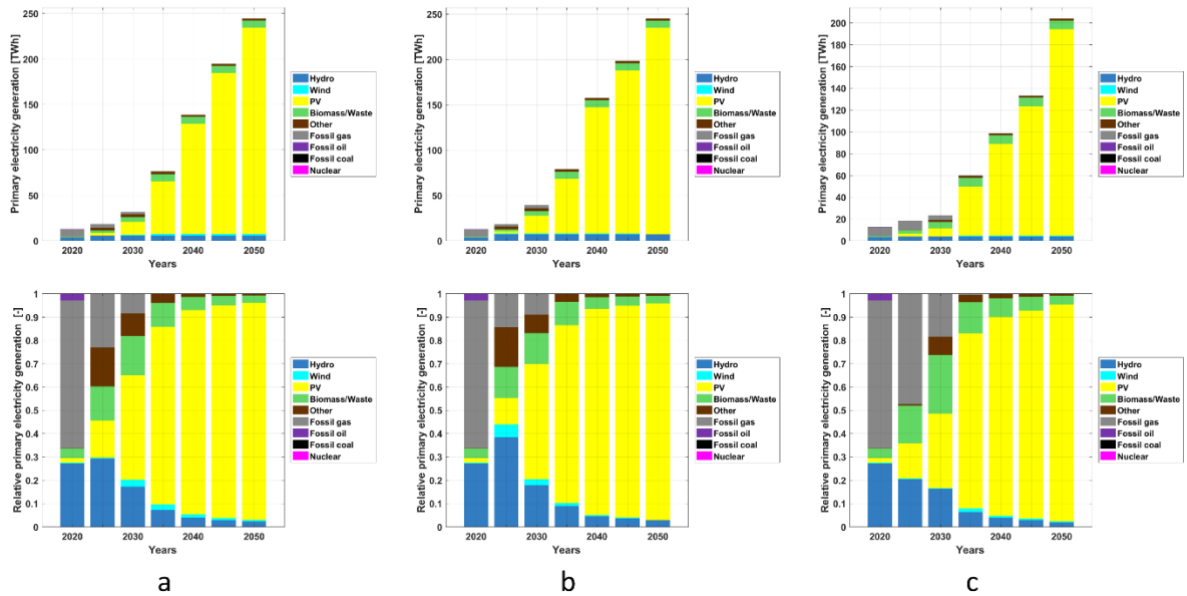 Primary electricity generation [TWh]
250
200
150
100
50
0
2020
2030
2040
2050
Years
Hydro
Wind
PV
Biomass/Waste
Other
Fossil gas
Fossil oil
Fossil coal
Nuclear
Primary electricity generation [TWh]
250
200
150
100
50
0
2020
2030
2040
2050
Years
Hydro
Wind
PV
Biomass/Waste
Other
Fossil gas
Fossil oil
Fossil coal
Nuclear
Primary electricity generation [TWh]
200
180
160
140
120
100
80
60
40
20
0
2020
2030
2040
2050
Years
Hydro
Wind
PV
Biomass/Waste
Other
Fossil gas
Fossil oil
Fossil coal
Nuclear
Relative primary electricity generation [-]
1
0.9
0.8
0.7
0.6
0.5
0.4
0.3
0.2
0.1
0
2020
2030
2040
2050
Years
Hydro
Wind
PV
Biomass/Waste
Other
Fossil gas
Fossil oil
Fossil coal
Nuclear
Relative primary electricity generation [-]
1
0.9
0.8
0.7
0.6
0.5
0.4
0.3
0.2
0.1
0
2020
2030
2040
2050
Years
Hydro
Wind
PV
Biomass/Waste
Other
Fossil gas
Fossil oil
Fossil coal
Nuclear
Relative primary electricity generation [-]
1
0.9
0.8
0.7
0.6
0.5
0.4
0.3
0.2
0.1
0
2020
2030
2040
2050
Years
Hydro
Wind
PV
Biomass/Waste
Other
Fossil gas
Fossil oil
Fossil coal
Nuclear
a
b
c